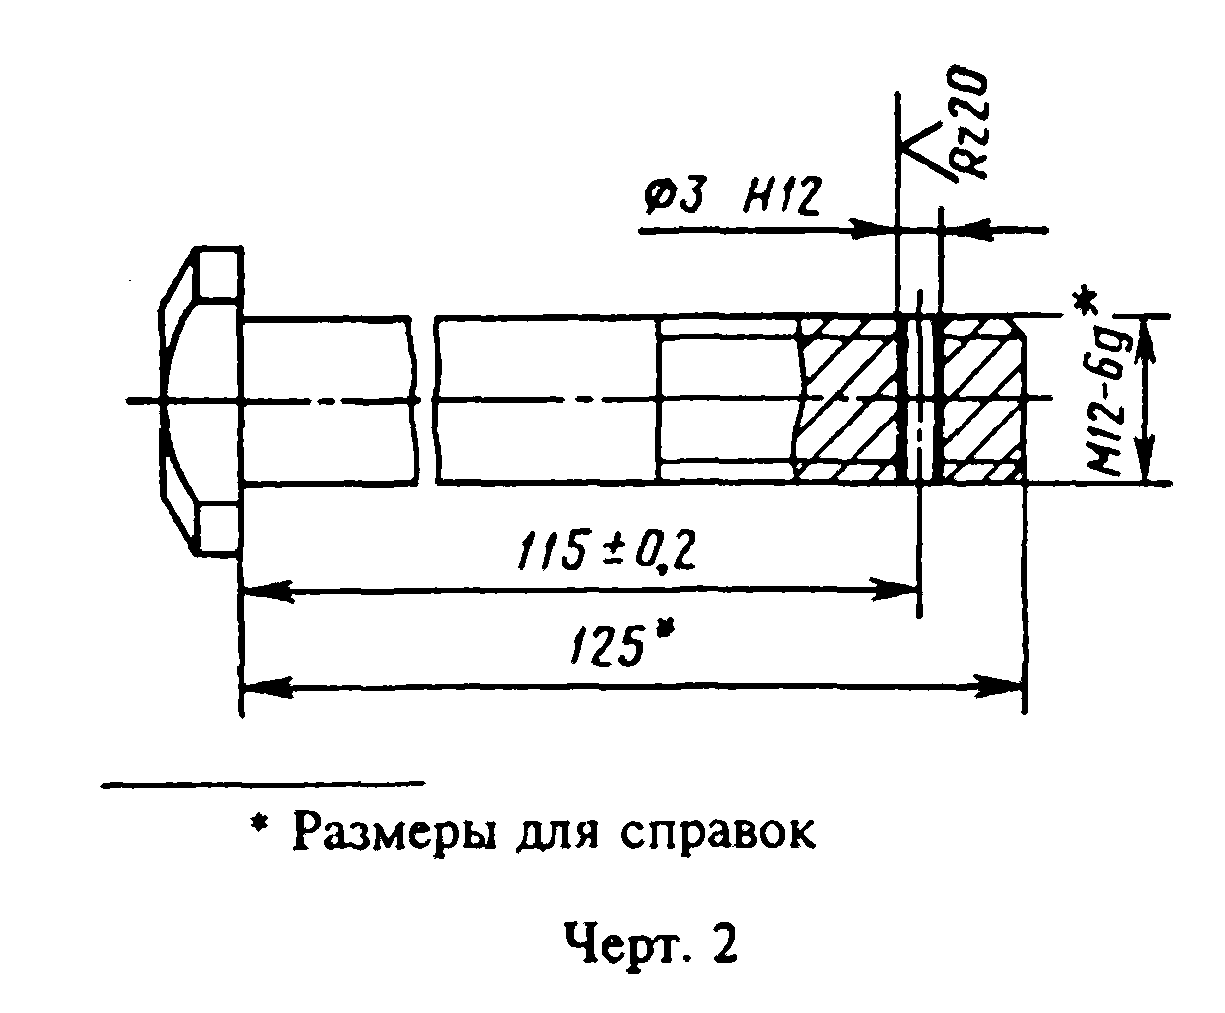 Rz20
⌀3 H12
M12-6g*
115±0,2
125*
* Размеры для справок
Черт. 2